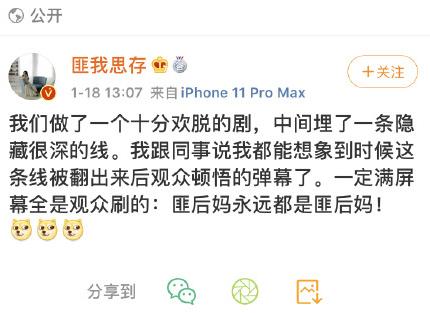 公开
匪我思存
1-18 13:07 来自iPhone 11 Pro Max
+关注
我们做了一个十分欢脱的剧，中间埋了一条隐
藏很深的线。我跟同事说我都能想象到时候这
条线被翻出来后观众顿悟的弹幕了。一定满屏
幕全是观众刷的：匪后妈永远都是匪后妈！
分享到